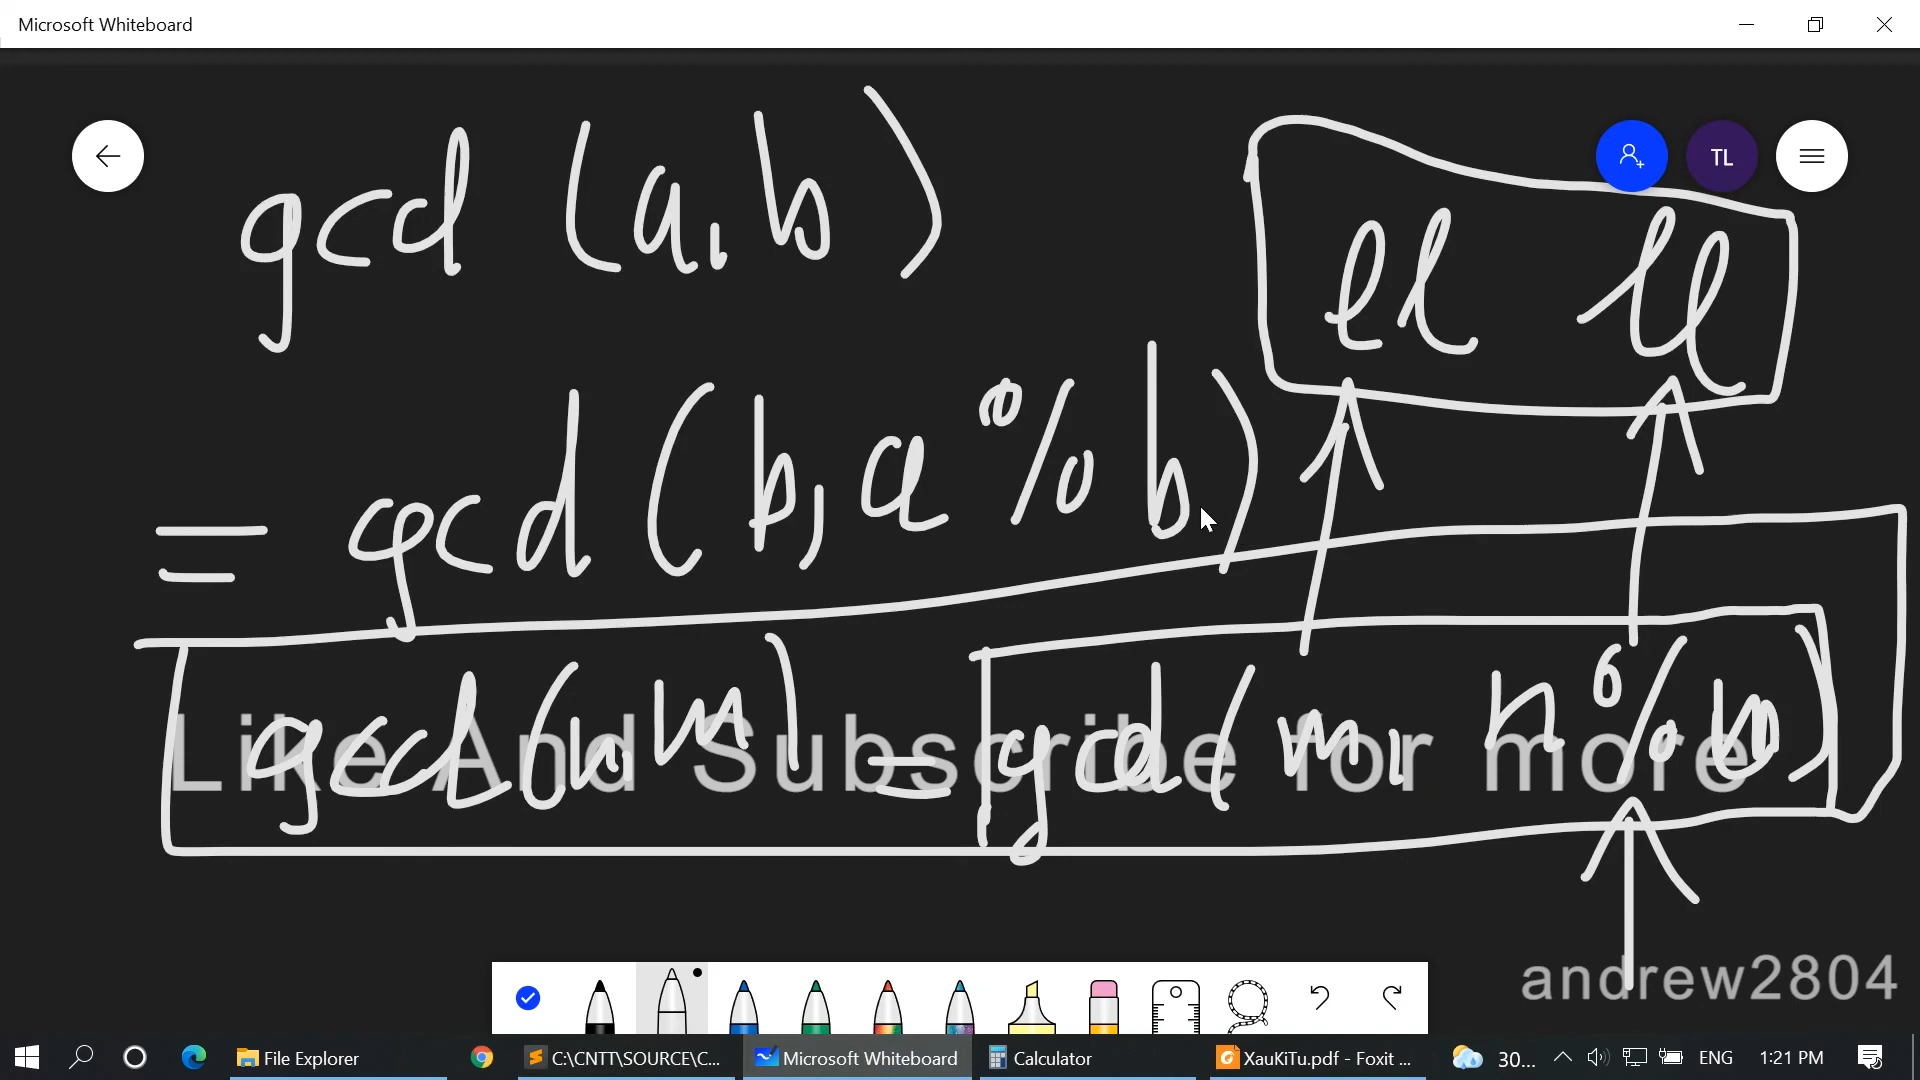 Microsoft Whiteboard
gcd (a, b)
TL
ll ll
= gcd (b, a % b)
gcd(n, m) = gcd(m, n % m)
Like And Subscribe for more
andrew2804
File Explorer
C:\CNTT\SOURCE\C...
Microsoft Whiteboard
Calculator
XauKiTu.pdf - Foxit ...
30...
ENG
1:21 PM